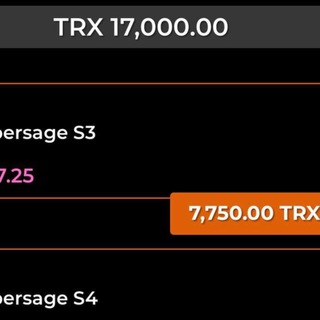 TRX 17,000.00
persage S3
7.25
7,750.00 TRX
persage S4